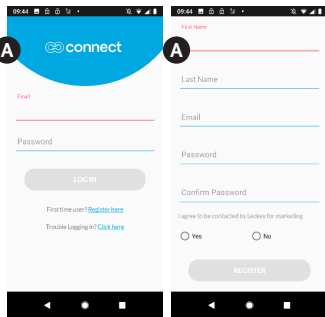 09:44
A
connect
Email
Password
LOG IN
First time user? Register here
Trouble Logging in? Click here
09:44
First Name
A
Last Name
Email
Password
Confirm Password
I agree to be contacted by Leckey for marketing
Yes
No
REGISTER